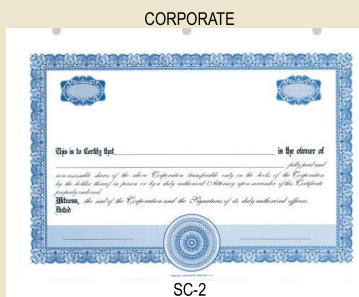 CORPORATE
This is to Certify that is the owner of
fully paid and
non-assessable shares of the above Corporation transferable only on the books of the Corporation
by the holder thereof in person or by a duly authorized Attorney upon surrender of this Certificate
properly endorsed.
Witness, the seal of the Corporation and the Signatures of its duly authorized officers.
Dated
SC-2